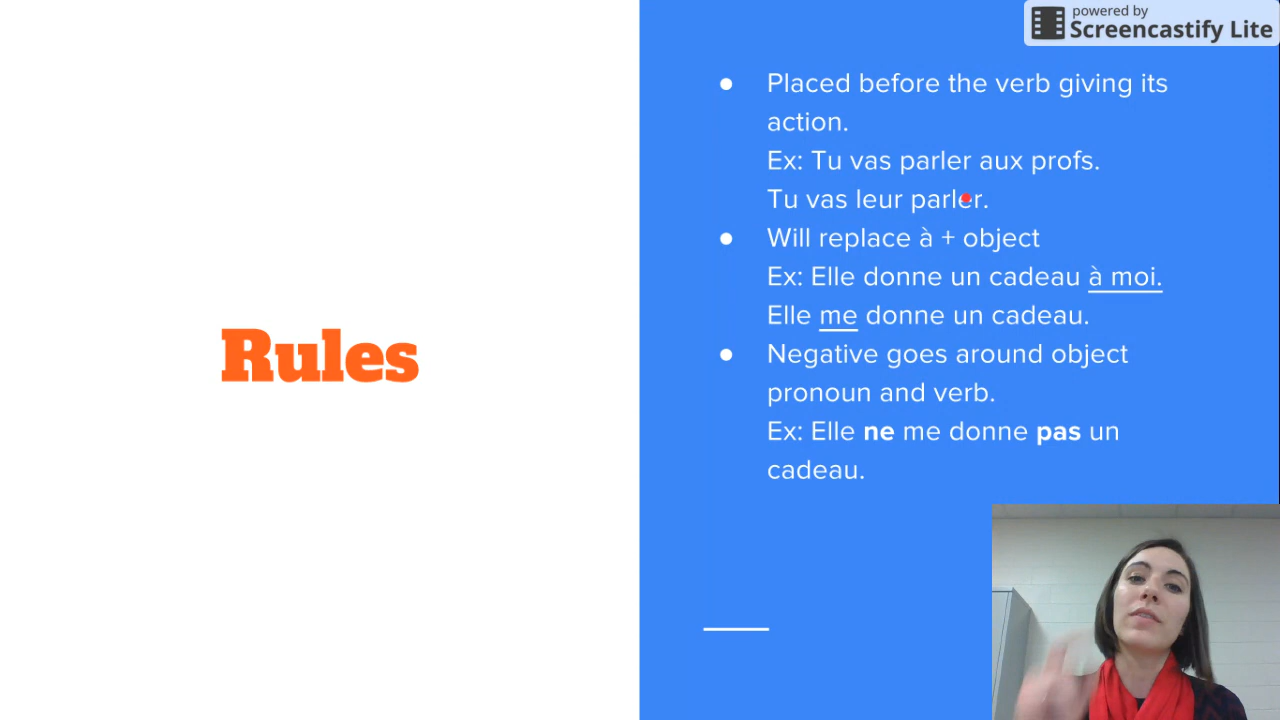 powered by
Screencastify Lite
Rules
● Placed before the verb giving its
action.
Ex: Tu vas parler aux profs.
Tu vas leur parler.
● Will replace à + object
Ex: Elle donne un cadeau à moi.
Elle me donne un cadeau.
● Negative goes around object
pronoun and verb.
Ex: Elle ne me donne pas un
cadeau.